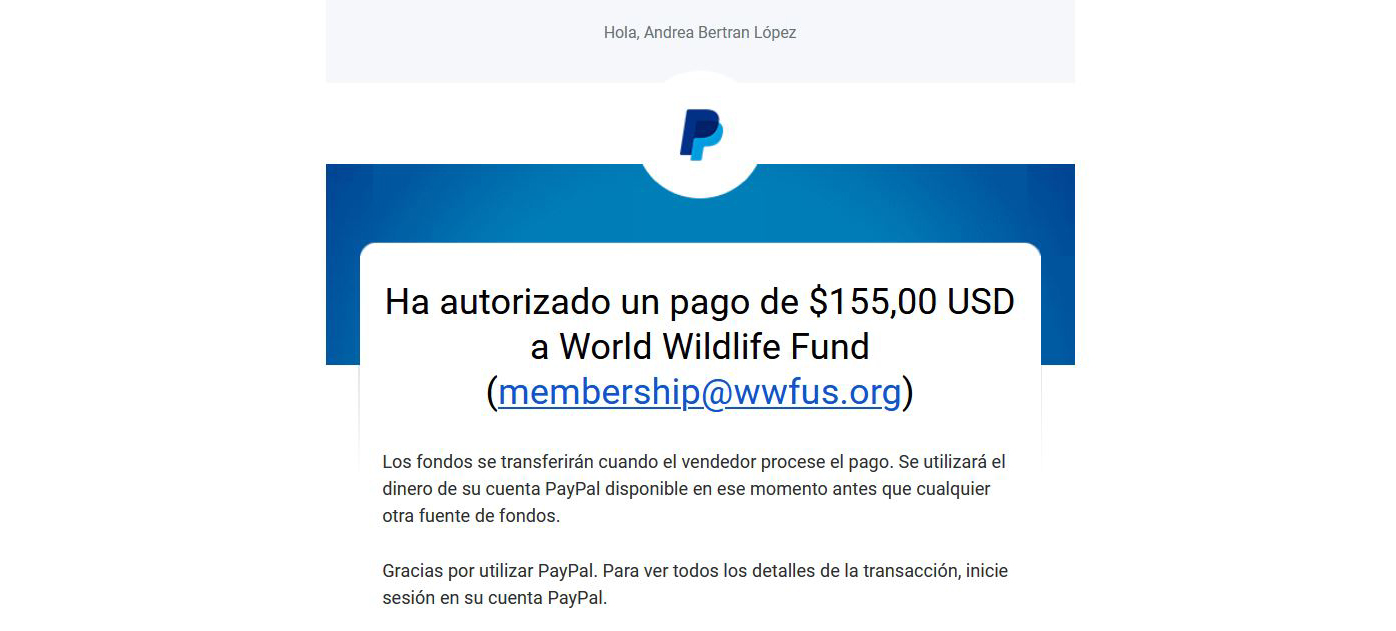 Hola, Andrea Bertran López
Ha autorizado un pago de $155,00 USD
a World Wildlife Fund
(membership@wwfus.org)
Los fondos se transferirán cuando el vendedor procese el pago. Se utilizará el
dinero de su cuenta PayPal disponible en ese momento antes que cualquier
otra fuente de fondos.
Gracias por utilizar PayPal. Para ver todos los detalles de la transacción, inicie
sesión en su cuenta PayPal.